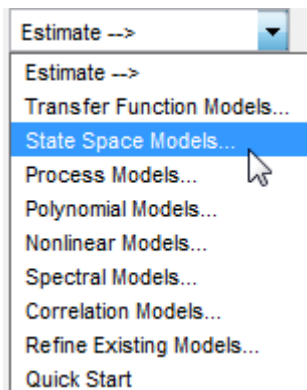 Estimate -->
Estimate -->
Transfer Function Models...
State Space Models...
Process Models...
Polynomial Models...
Nonlinear Models...
Spectral Models...
Correlation Models...
Refine Existing Models...
Quick Start